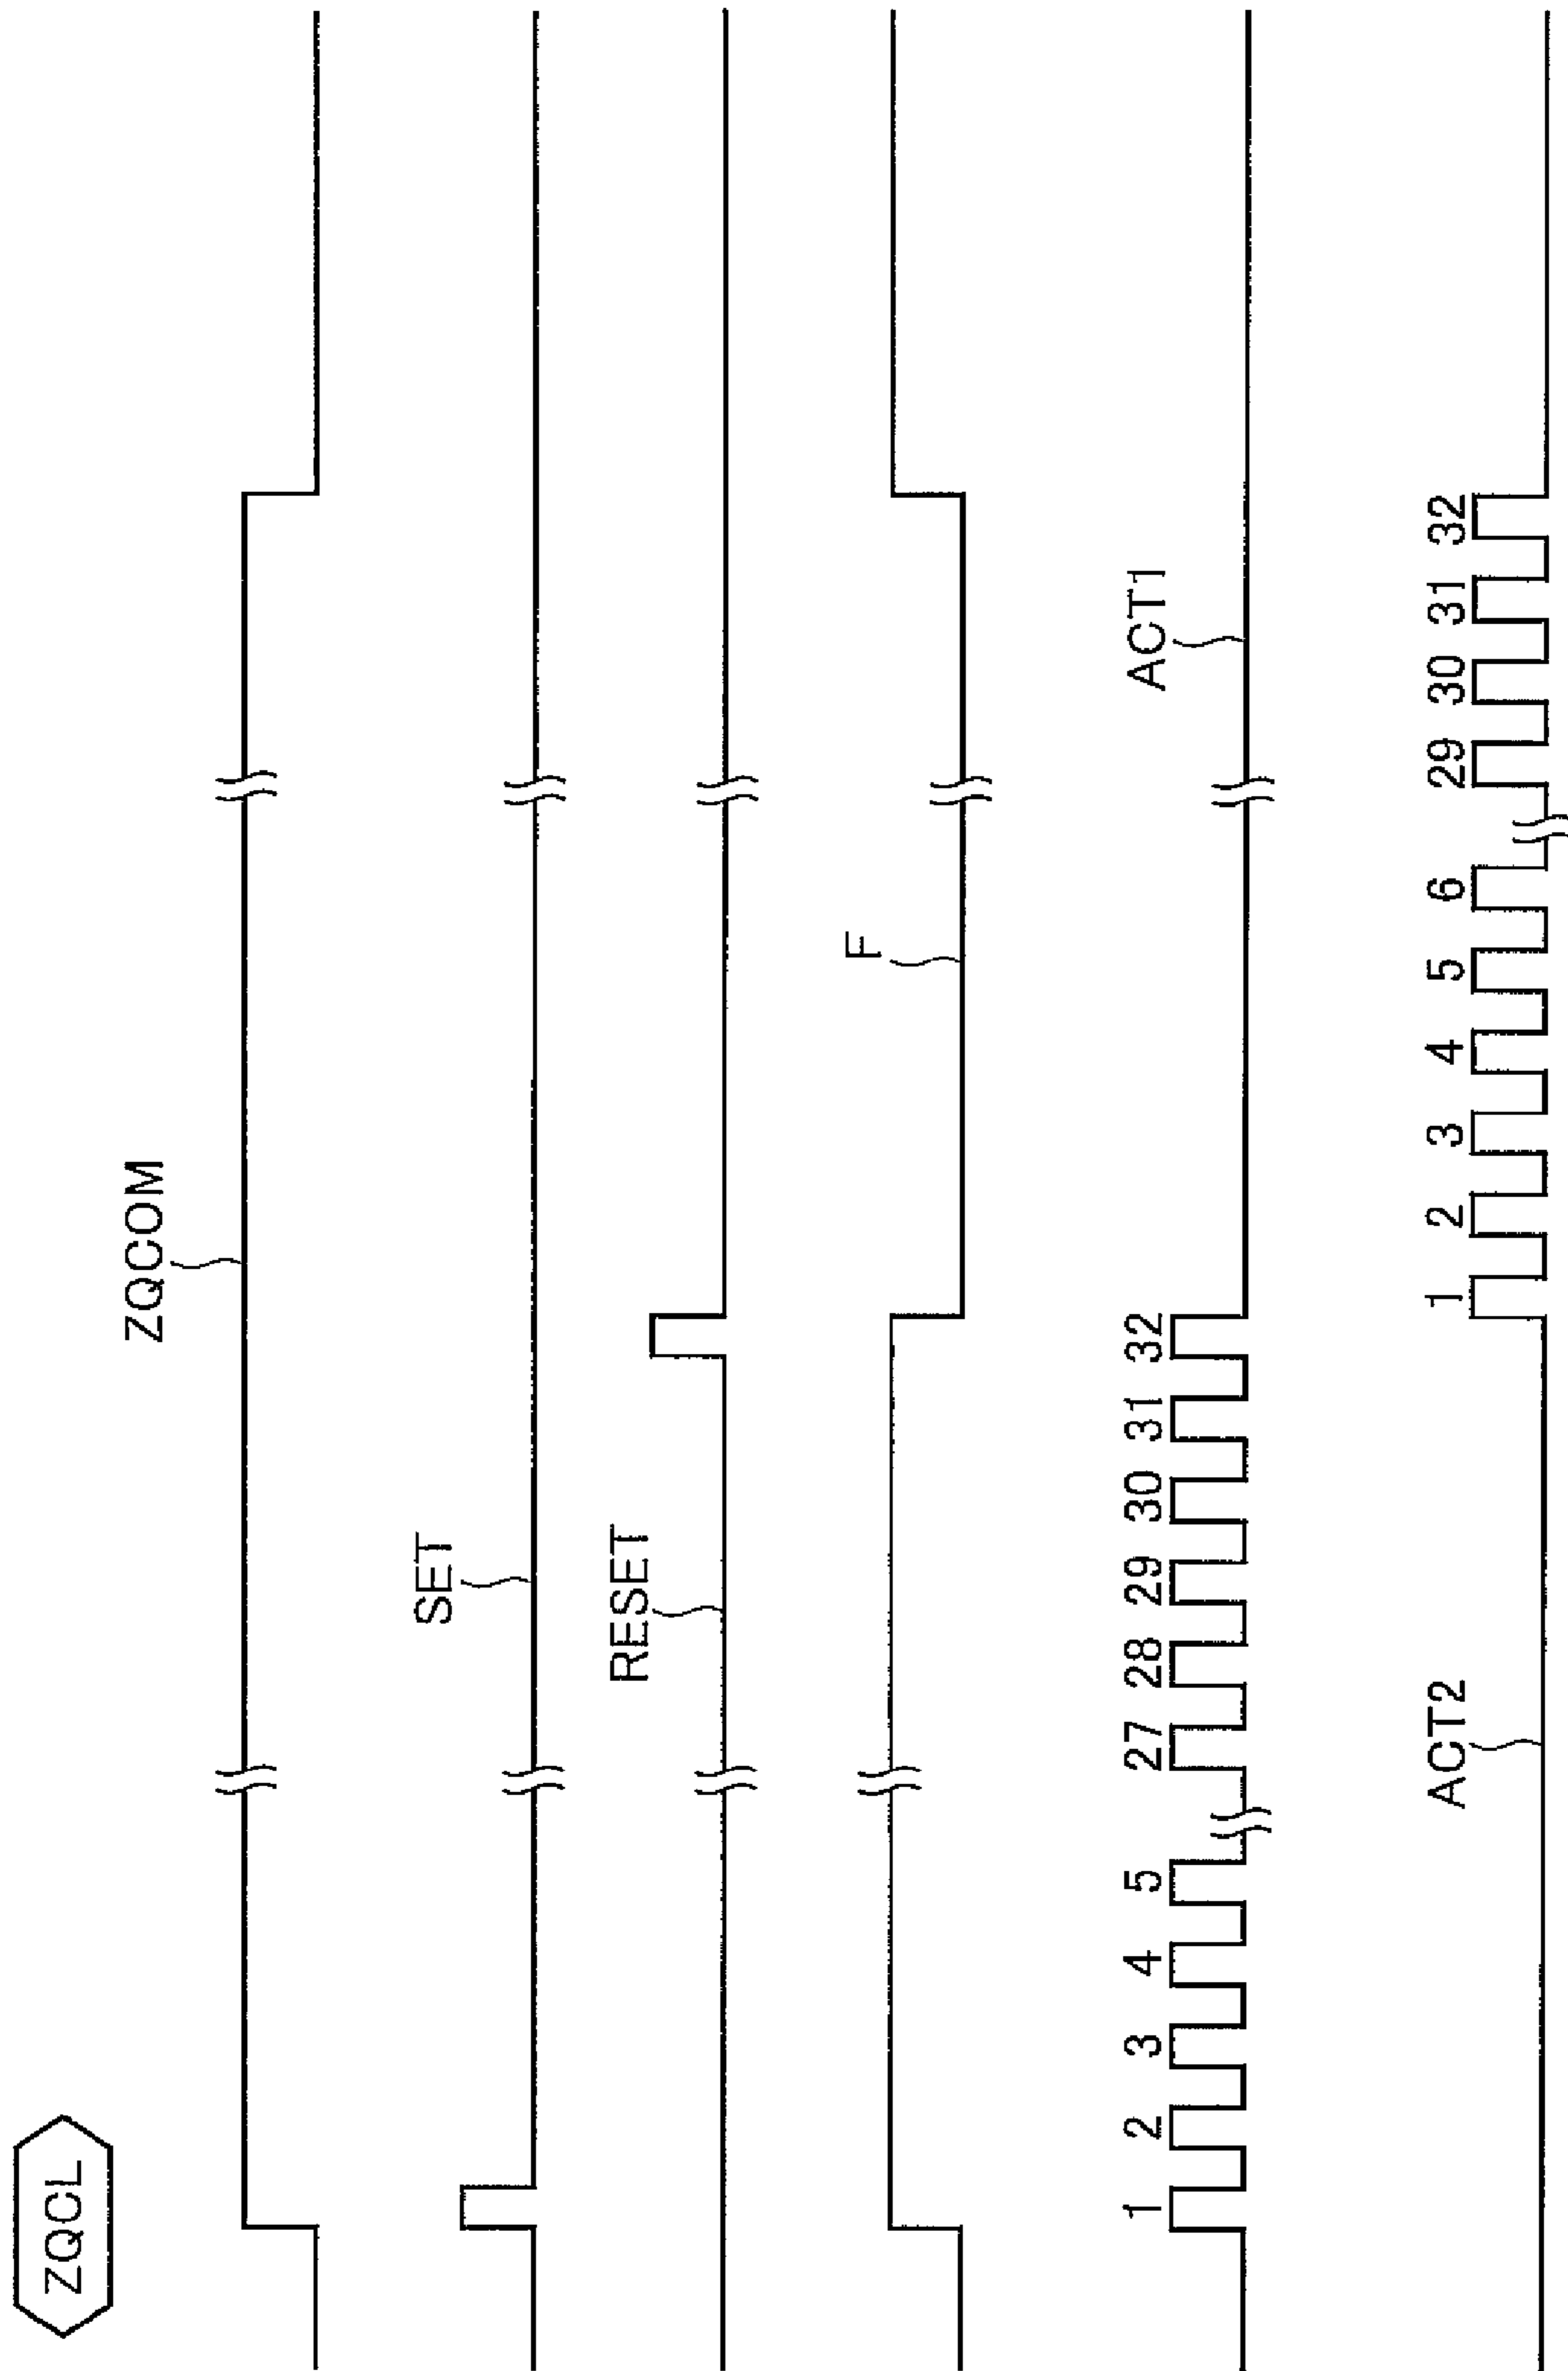 ZQCL
ZQCOM
SET
RESET
F
1 2 3 4 5 27 28 29 30 31 32 ACT1
ACT2 1 2 3 4 5 6 29 30 31 32